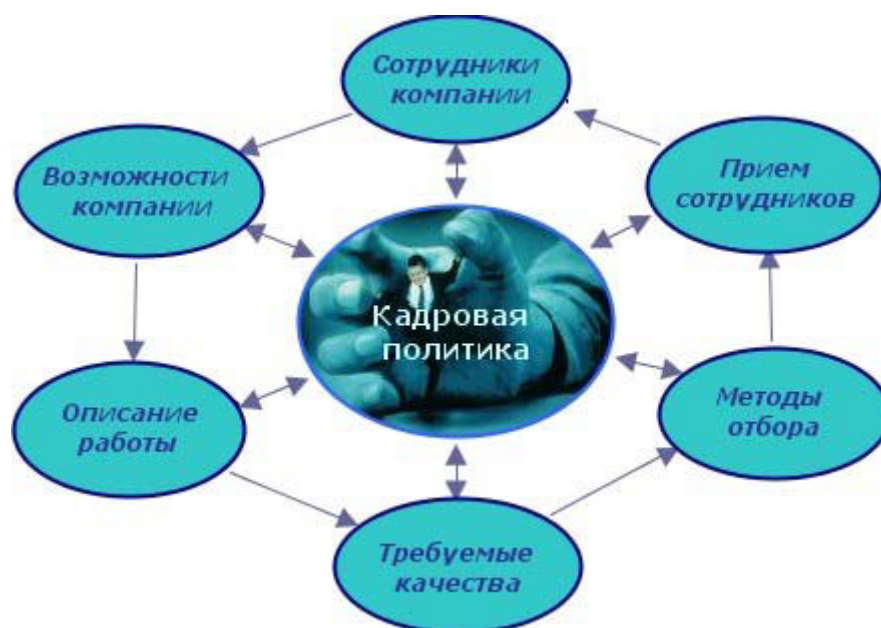 Сотрудники
компании
Возможности
компании
Прием
сотрудников
Кадровая
политика
Описание
работы
Методы
отбора
Требуемые
качества